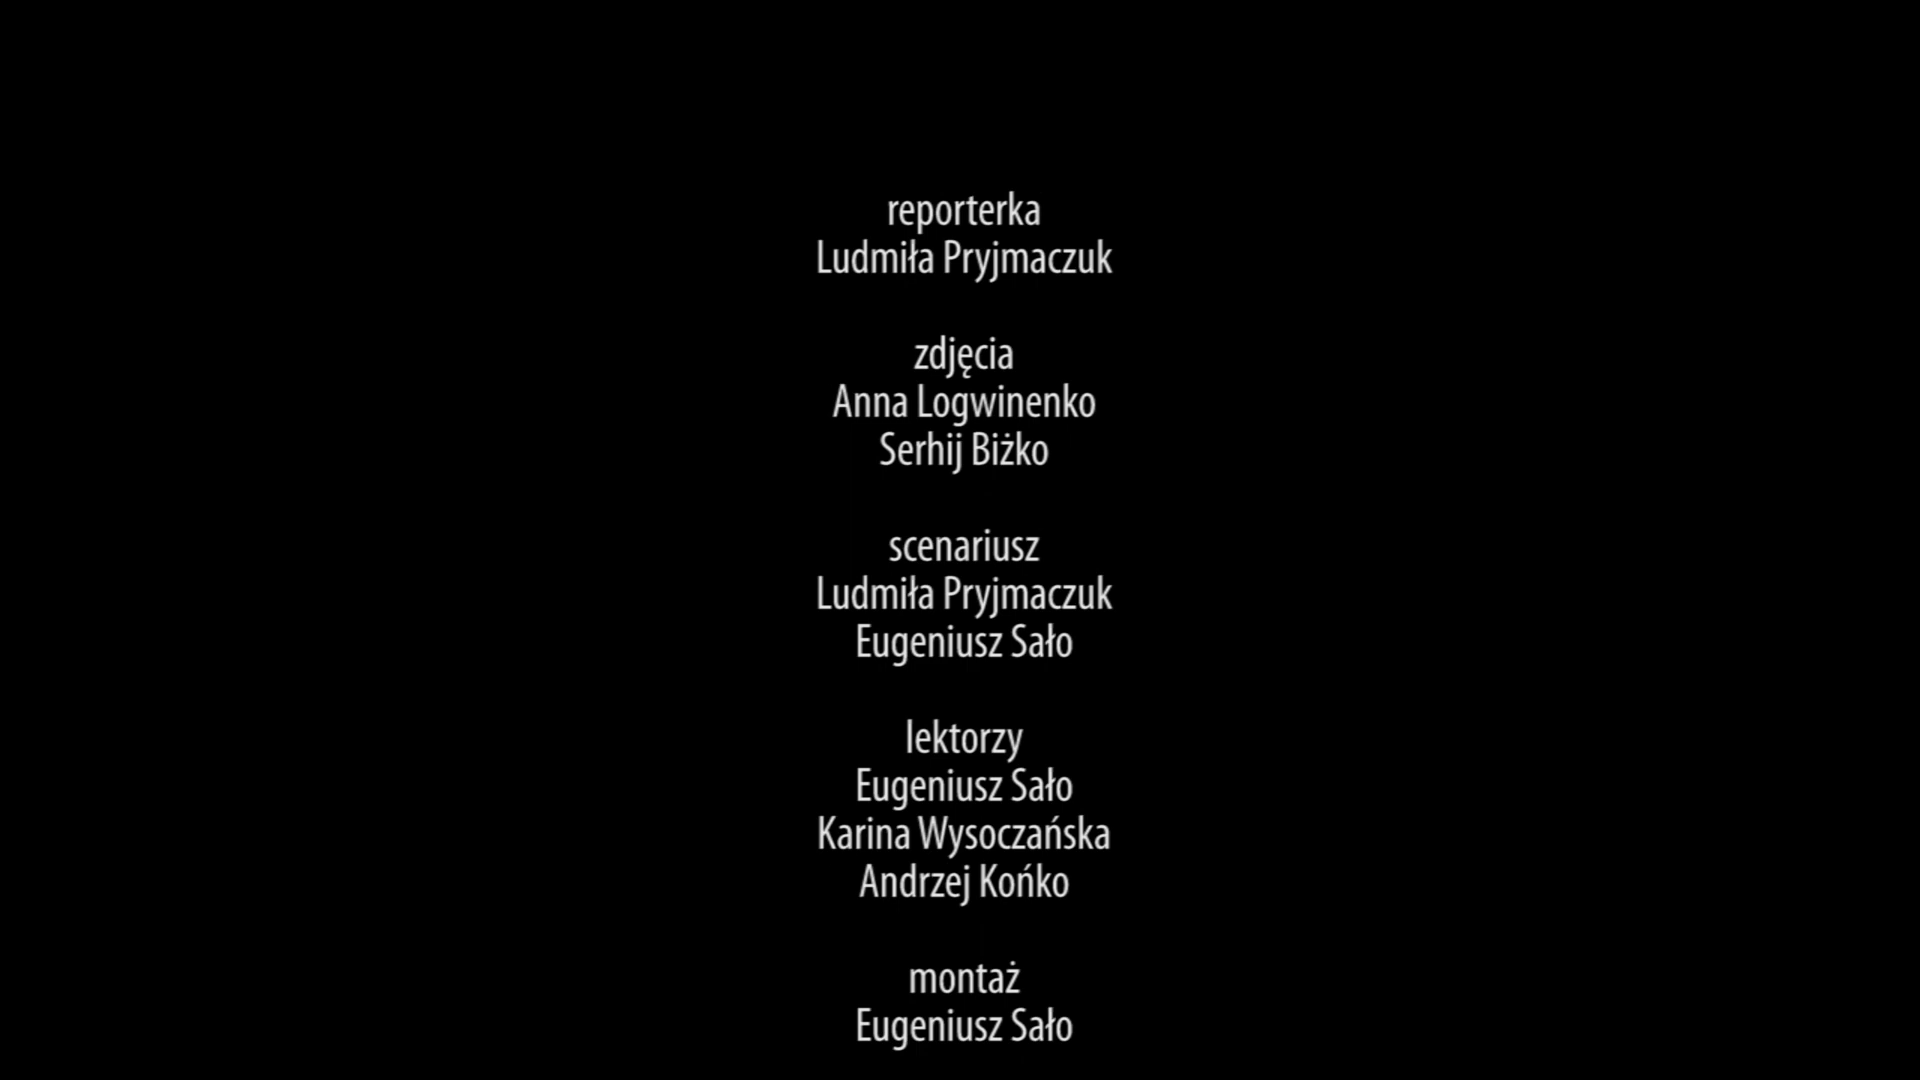 reporterka
Ludmiła Pryjmaczuk
zdjęcia
Anna Logwinenko
Serhij Biżko
scenariusz
Ludmiła Pryjmaczuk
Eugeniusz Sało
lektorzy
Eugeniusz Sało
Karina Wysoczańska
Andrzej Końko
montaż
Eugeniusz Sało